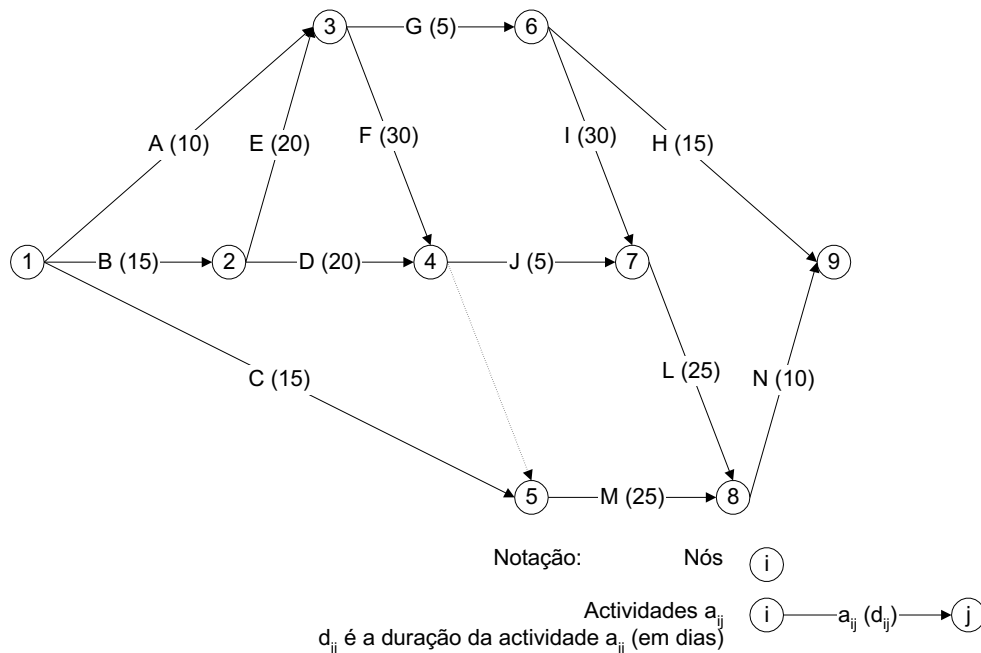 3 G (5) 6
A (10) E (20) F (30) I (30) H (15)
1 B (15) 2 D (20) 4 J (5) 7 9
C (15) L (25) N (10)
5 M (25) 8
Notação: Nós i
Actividades aij i aij (dij) j
dij é a duração da actividade aij (em dias)